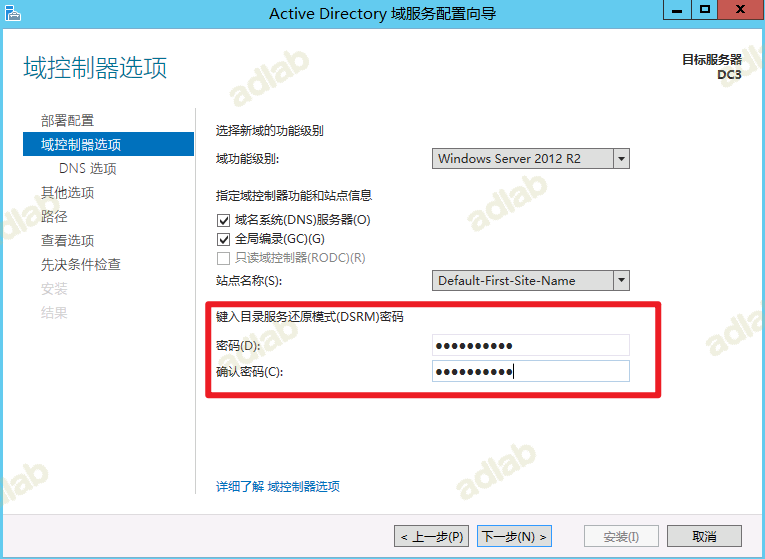 Active Directory 域服务配置向导
域控制器选项
目标服务器
DC3
部署配置
域控制器选项
DNS 选项
其他选项
路径
查看选项
先决条件检查
安装
结果
选择新域的功能级别
域功能级别:
Windows Server 2012 R2
指定域控制器功能和站点信息
域名系统(DNS)服务器(O)
全局编录(GC)(G)
只读域控制器(RODC)(R)
站点名称(S):
Default-First-Site-Name
键入目录服务还原模式(DSRM)密码
密码(D):
●●●●●●●●●●
确认密码(C):
●●●●●●●●●●
详细了解 域控制器选项
< 上一步(P)
下一步(N) >
安装(I)
取消
adlab
adlab
adlab
adlab
adlab
adlab
adlab
adlab